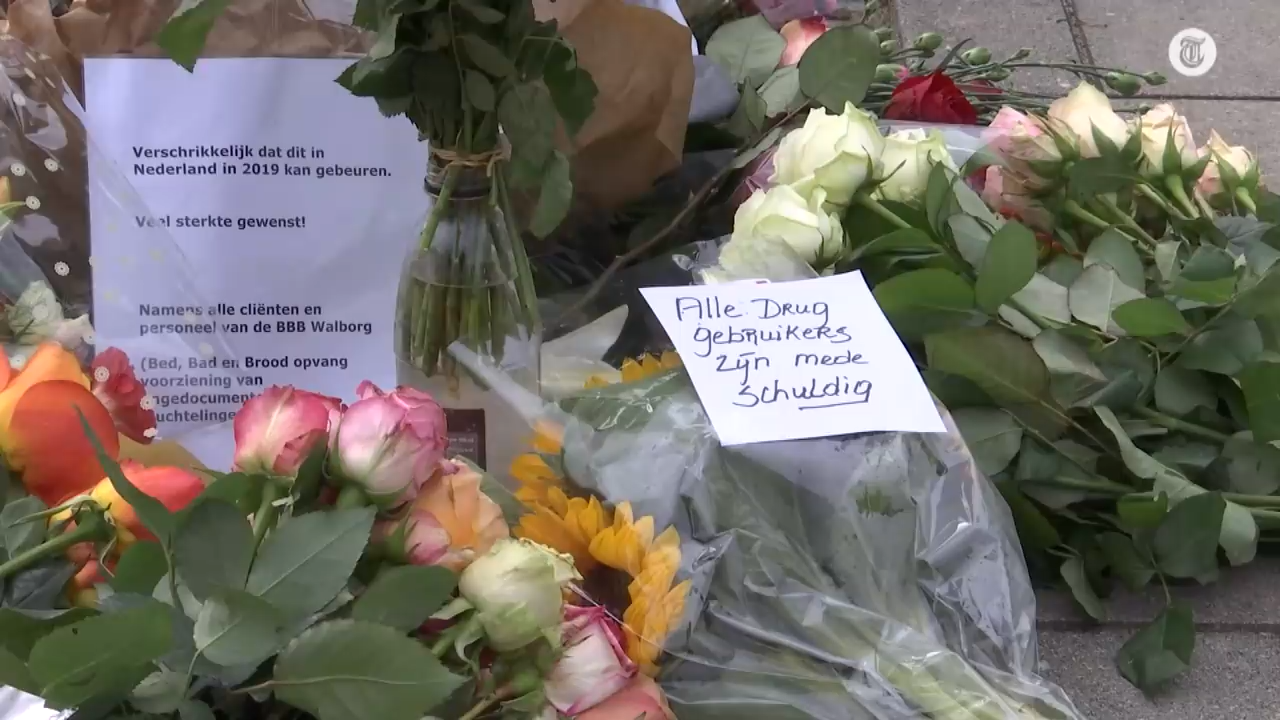 Verschrikkelijk dat dit in
Nederland in 2019 kan gebeuren.
Veel sterkte gewenst!
Namens alle cliënten en
personeel van de BBB Walborg
(Bed, Bad en Brood opvang
voorziening van
Alle Drug
gebruikers
zijn mede
schuldig